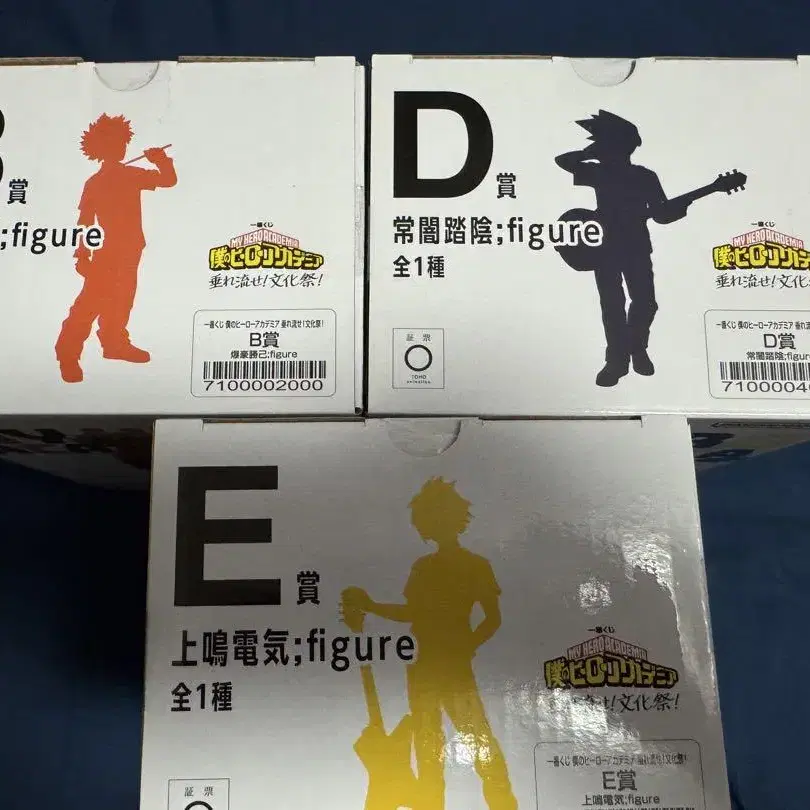 賞
;figure
一番くじ
MY HERO ACADEMIA
僕のヒーローアカデミア
垂れ流せ!文化祭!
一番くじ 僕のヒーローアカデミア 垂れ流せ!文化祭!
B賞
爆豪勝己;figure
7100002000
D賞
常闇踏陰;figure
全1種
証票
TOHO
animation
一番くじ
MY HERO ACADEMIA
僕のヒーローアカデミ
垂れ流せ!文化祭
一番くじ 僕のヒーローアカデミア 垂れ流せ!
D賞
常闇踏陰;figure
7100004
E賞
上鳴電気;figure
全1種
証票
一番くじ
MY HERO ACADEMIA
僕のヒーローアカデミア
流せ!文化祭!
一番くじ 僕のヒーローアカデミア 垂れ流せ!文化祭!
E賞
上鳴電気;figure